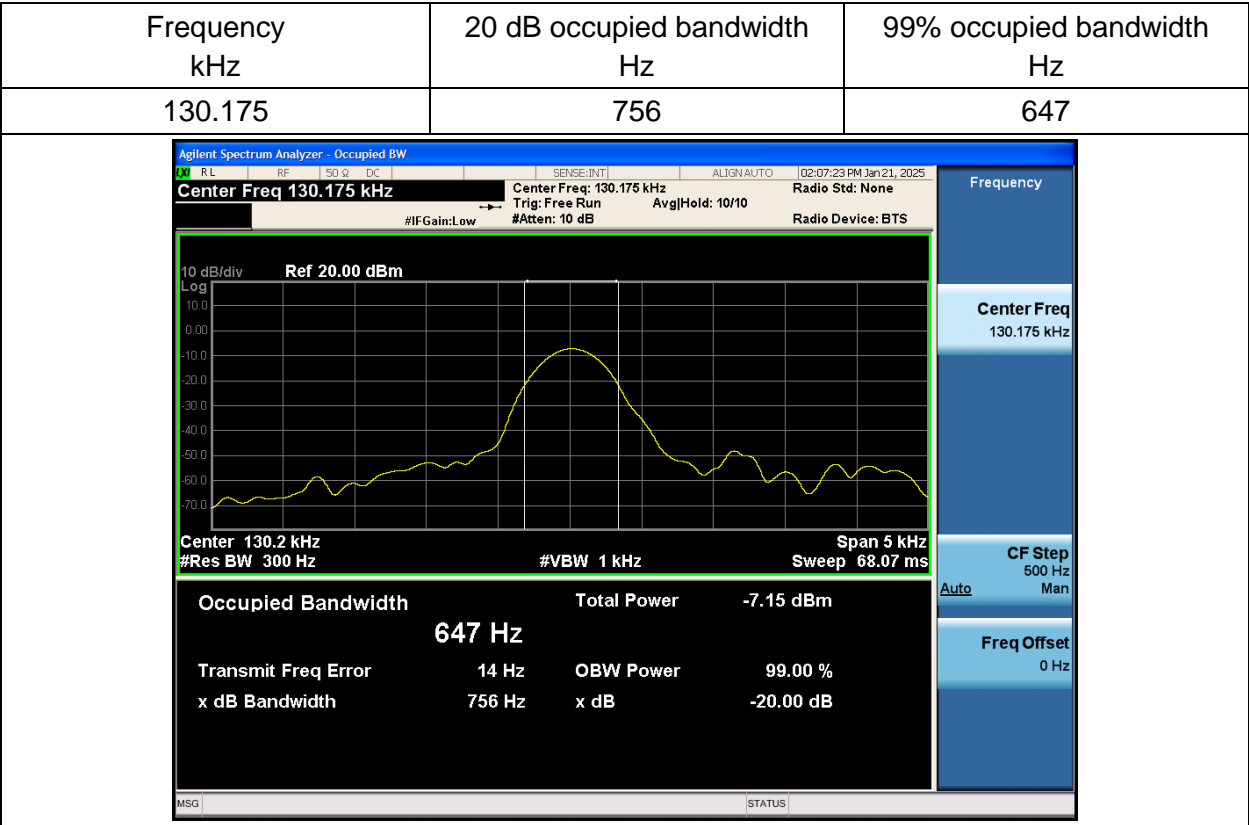 Frequency 20 dB occupied bandwidth 99% occupied bandwidth
kHz Hz Hz
130.175 756 647
Agilent Spectrum Analyzer - Occupied BW
LXI RL RF 50 Ω DC SENSE:INT ALIGN AUTO 02:07:23 PM Jan 21, 2025
Center Freq 130.175 kHz
Center Freq: 130.175 kHz Radio Std: None
Trig: Free Run Avg|Hold: 10/10
#IFGain:Low #Atten: 10 dB Radio Device: BTS
10 dB/div Ref 20.00 dBm
Log
10.0
0.00
-10.0
-20.0
-30.0
-40.0
-50.0
-60.0
-70.0
Center 130.2 kHz Span 5 kHz
#Res BW 300 Hz #VBW 1 kHz Sweep 68.07 ms
Occupied Bandwidth Total Power -7.15 dBm
647 Hz
Transmit Freq Error 14 Hz OBW Power 99.00 %
x dB Bandwidth 756 Hz x dB -20.00 dB
MSG STATUS
Frequency
Center Freq
130.175 kHz
CF Step
500 Hz
Auto Man
Freq Offset
0 Hz